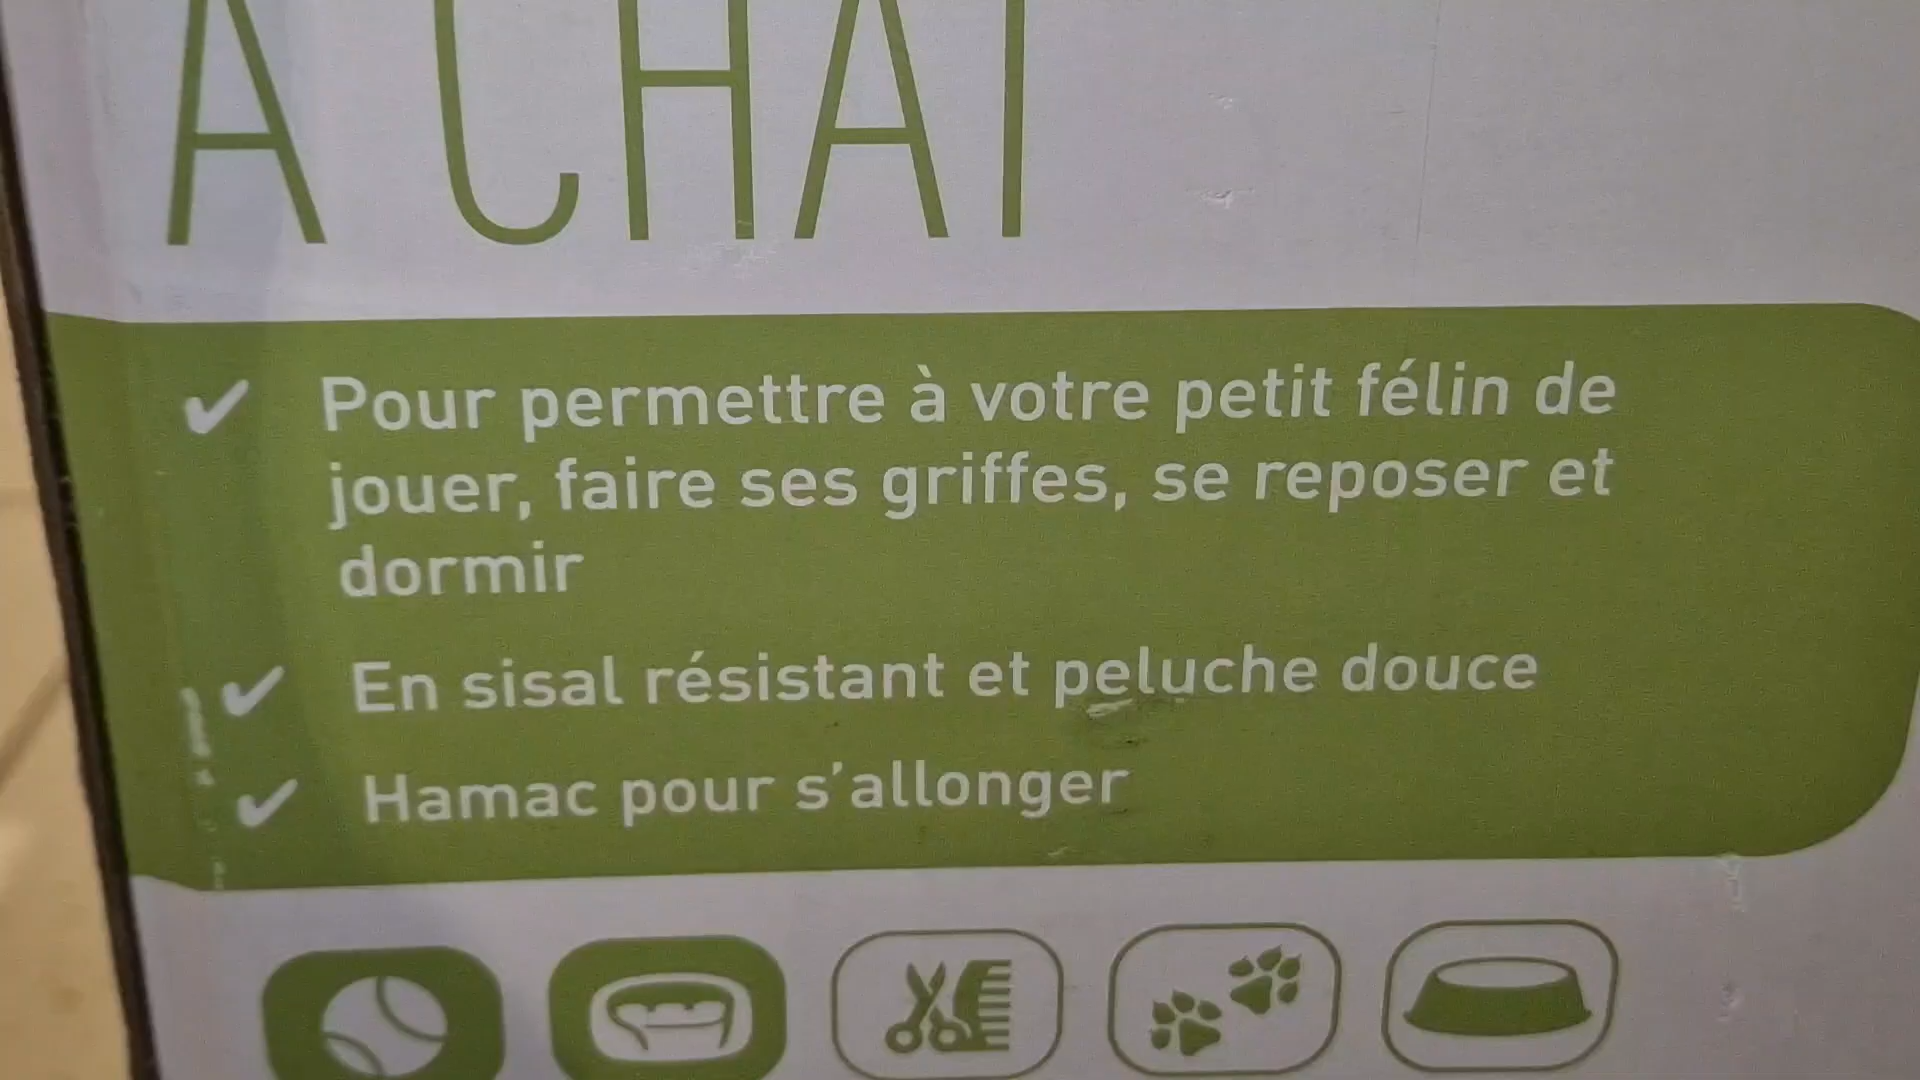 À CHAT
Pour permettre à votre petit félin de
jouer, faire ses griffes, se reposer et
dormir
En sisal résistant et peluche douce
Hamac pour s'allonger